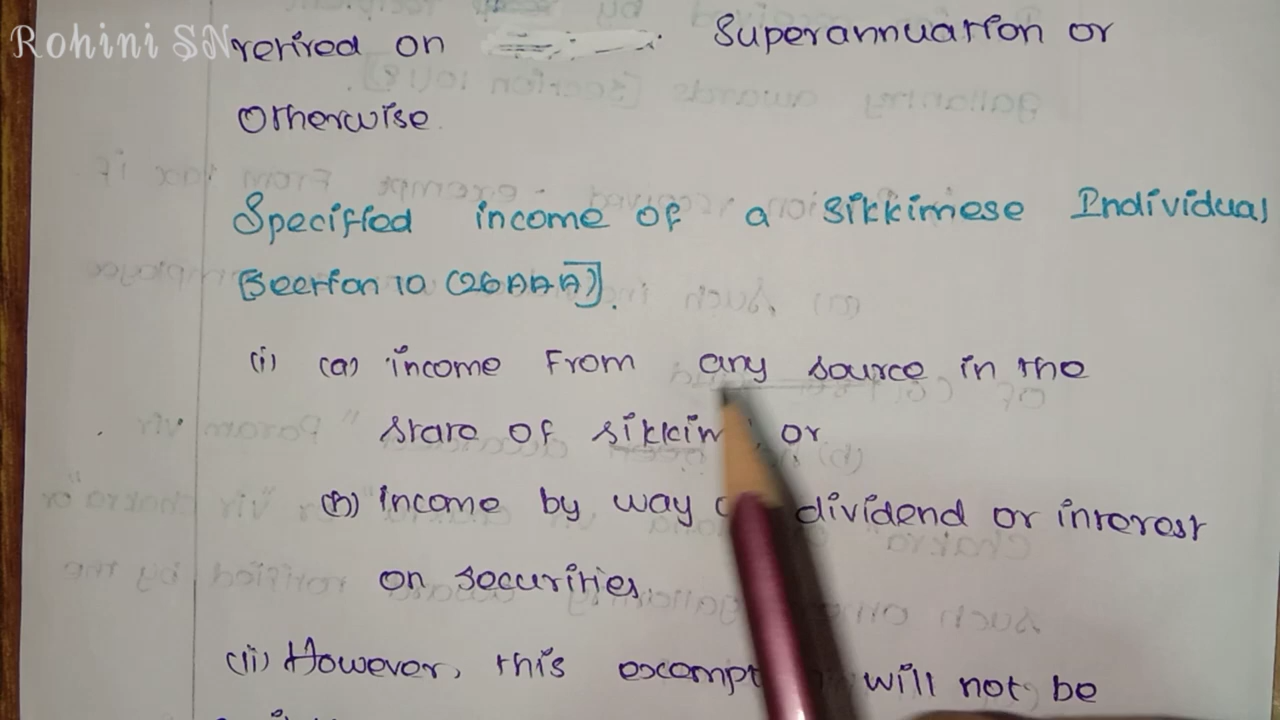 Rohini SN
retired on Superannuation or
Otherwise
Specified income of a Sikkimese Individual
[Section 10 (26AAA)].
(i) (a) income From any source in the
state of sikkim, or
(b) income by way of dividend or interest
on securities.
(ii) However, this will not be